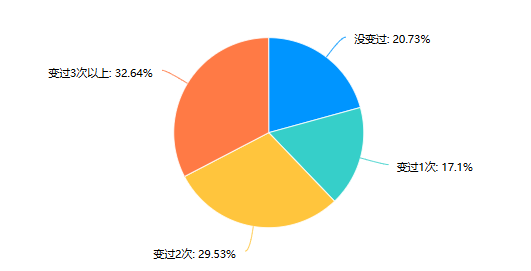 没变过: 20.73%
变过3次以上: 32.64%
变过1次: 17.1%
变过2次: 29.53%